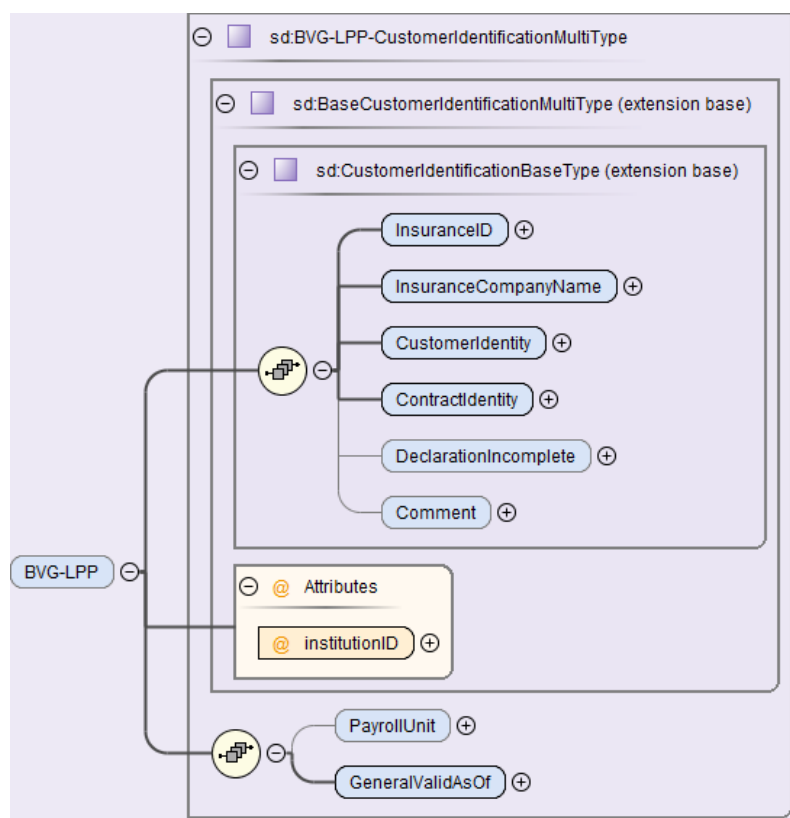 sd:BVG-LPP-CustomerIdentificationMultiType
sd:BaseCustomerIdentificationMultiType (extension base)
sd:CustomerIdentificationBaseType (extension base)
InsuranceID
InsuranceCompanyName
CustomerIdentity
ContractIdentity
DeclarationIncomplete
Comment
BVG-LPP
@ Attributes
@ institutionID
PayrollUnit
GeneralValidAsOf